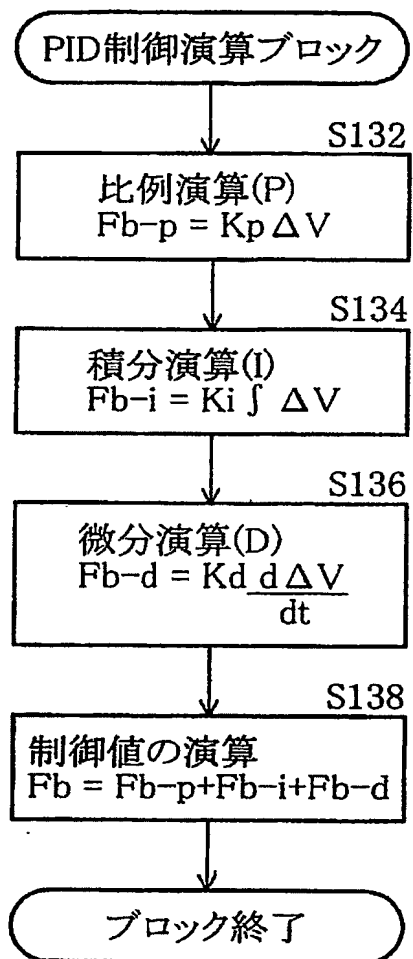 PID制御演算ブロック
S132
比例演算(P)
Fb-p = Kp ΔV
S134
積分演算(I)
Fb-i = Ki ∫ ΔV
S136
微分演算(D)
Fb-d = Kd dΔV
dt
S138
制御値の演算
Fb = Fb-p+Fb-i+Fb-d
ブロック終了